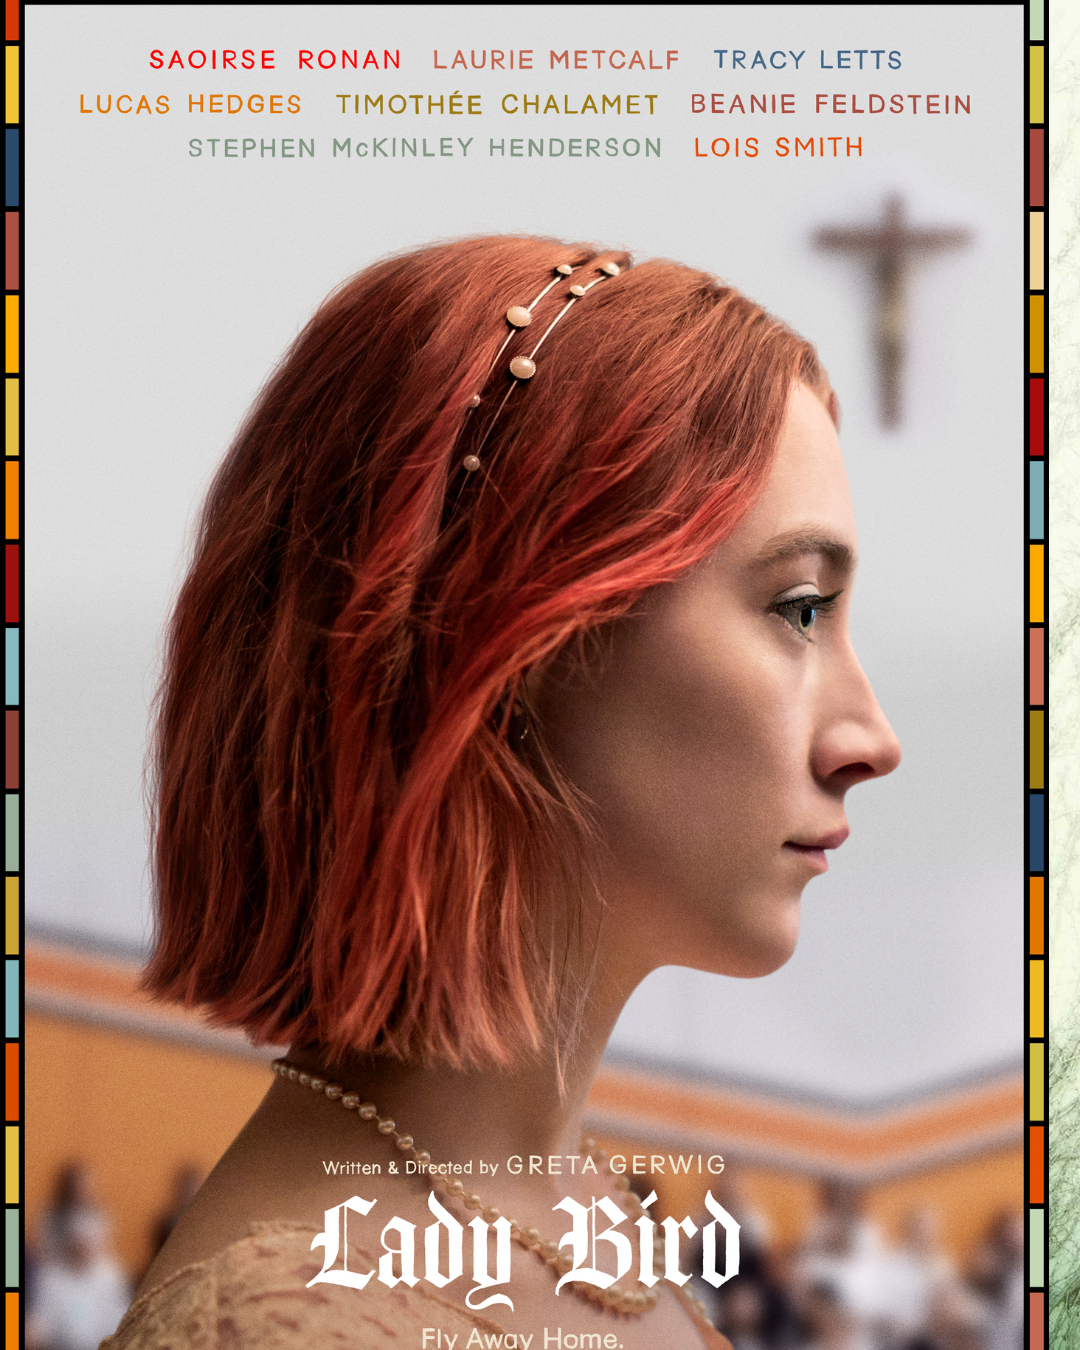 SAOIRSE RONAN LAURIE METCALF TRACY LETTS
LUCAS HEDGES TIMOTHÉE CHALAMET BEANIE FELDSTEIN
STEPHEN McKINLEY HENDERSON LOIS SMITH
Written & Directed by GRETA GERWIG
Lady Bird
Fly Away Home.